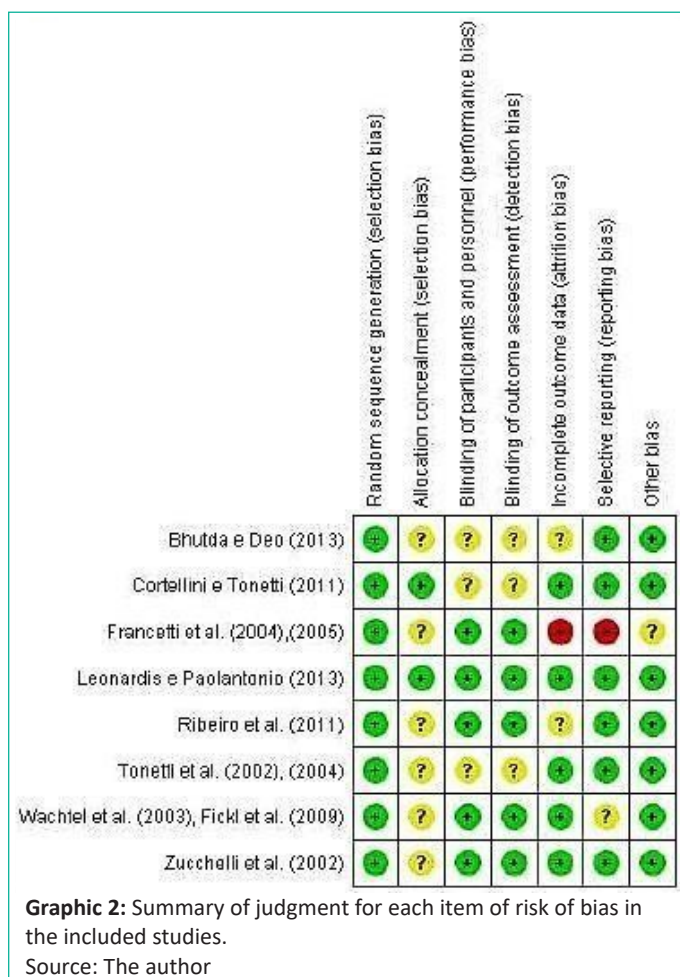 Random sequence generation (selection bias)
Allocation concealment (selection bias)
Blinding of participants and personnel (performance bias)
Blinding of outcome assessment (detection bias)
Incomplete outcome data (attrition bias)
Selective reporting (reporting bias)
Other bias
Bhutda e Deo (2013) + ? ? ? ? + +
Cortellini e Tonetti (2011) + + ? ? + + +
Francetti et al. (2004),(2005) + ? + + ?
Leonardis e Paolantonio (2013) + + + + + + +
Ribeiro et al. (2011) + ? + + ? + +
Tonetti et al. (2002), (2004) + ? ? ? + + +
Wachtel et al. (2003), Fickl et al. (2009) + ? + + + ? +
Zucchelli et al. (2002) + ? + + + + +
Graphic 2: Summary of judgment for each item of risk of bias in
the included studies.
Source: The author